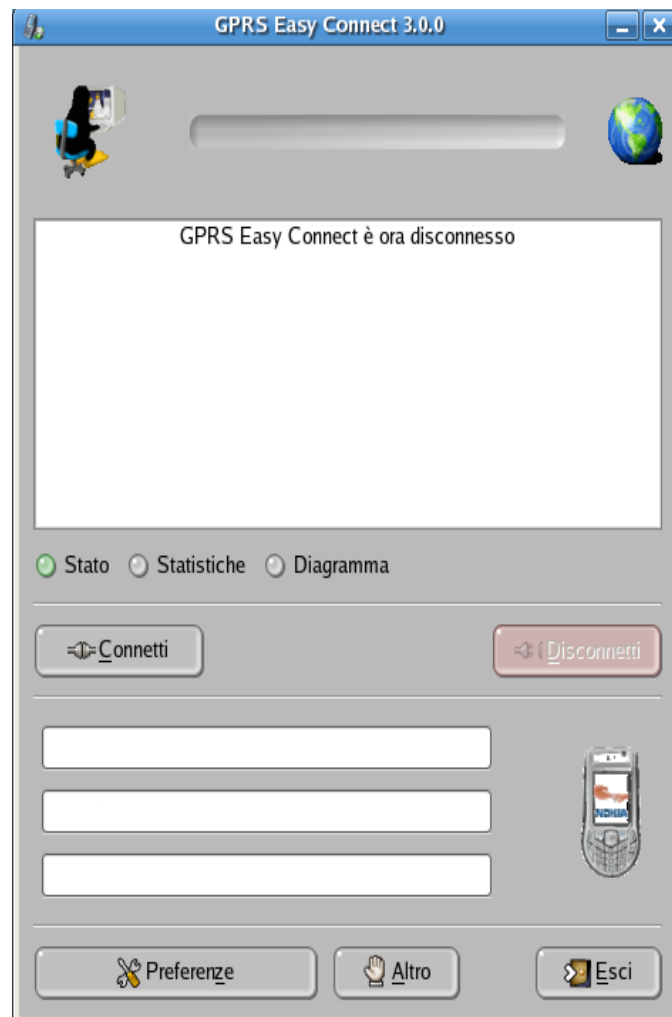 GPRS Easy Connect 3.0.0
GPRS Easy Connect è ora disconnesso
Stato Statistiche Diagramma
Connetti Disconnetti
NOKIA
Preferenze Altro Esci